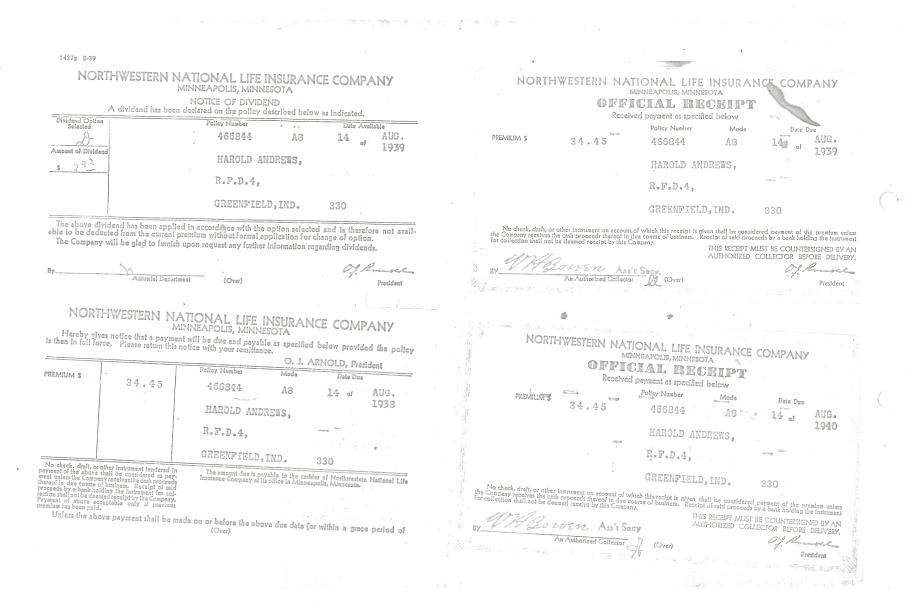 1437g 2-39
NORTHWESTERN NATIONAL LIFE INSURANCE COMPANY
MINNEAPOLIS, MINNESOTA
NOTICE OF DIVIDEND
A dividend has been declared on the policy described below as indicated.
Dividend Option Selected
D
Amount of Dividend
$ 2 92
Policy Number
Date Available
466844 A8 14 of AUG. 1939
HAROLD ANDREWS,
R.F.D.4,
GREENFIELD,IND. 330
The above dividend has been applied in accordance with the option selected and is therefore not avail-
able to be deducted from the current premium without formal application for change of option.
The Company will be glad to furnish upon request any further information regarding dividends.
By
Actuarial Department (Over) President
NORTHWESTERN NATIONAL LIFE INSURANCE COMPANY
MINNEAPOLIS, MINNESOTA
Hereby gives notice that a payment will be due and payable as specified below provided the policy
is then in full force. Please return this notice with your remittance.
O. J. ARNOLD, President
PREMIUM $ Policy Number Mode Date Due
34.45 466844 A8 14 of AUG. 1938
HAROLD ANDREWS,
R.F.D.4,
GREENFIELD,IND. 330
No check, draft, or other instrument tendered in
payment of the above shall be considered as pay-
ment unless the Company receives the cash proceeds
thereof in due course of business. Receipt of said
proceeds by a bank holding the instrument for col-
lection shall not be deemed receipt by the Company.
Payment of above acceptable only if previous
premium has been paid.
The amount due is payable to the cashier of Northwestern National Life
Insurance Company at its office in Minneapolis, Minnesota.
Unless the above payment shall be made on or before the above due date (or within a grace period of
(Over)
NORTHWESTERN NATIONAL LIFE INSURANCE COMPANY
MINNEAPOLIS, MINNESOTA
OFFICIAL RECEIPT
Received payment as specified below
PREMIUM $ Policy Number Mode Date Due
34.45 466844 A8 14 of AUG. 1939
HAROLD ANDREWS,
R.F.D.4,
GREENFIELD,IND. 330
No check, draft, or other instrument on account of which this receipt is given shall be considered payment of the premium unless
the Company receives the cash proceeds thereof in due course of business. Receipt of said proceeds by a bank holding the instrument
for collection shall not be deemed receipt by this Company.
THIS RECEIPT MUST BE COUNTERSIGNED BY AN
AUTHORIZED COLLECTOR BEFORE DELIVERY.
BY W H Bowen Ass't Secy.
An Authorized Collector (Over) President
NORTHWESTERN NATIONAL LIFE INSURANCE COMPANY
MINNEAPOLIS, MINNESOTA
OFFICIAL RECEIPT
Received payment as specified below
PREMIUM $ Policy Number Mode Date Due
34.45 466844 A8 14 of AUG. 1940
HAROLD ANDREWS,
R.F.D.4,
GREENFIELD,IND. 330
No check, draft, or other instrument on account of which this receipt is given shall be considered payment of the premium unless
the Company receives the cash proceeds thereof in due course of business. Receipt of said proceeds by a bank holding the instrument
for collection shall not be deemed receipt by this Company.
THIS RECEIPT MUST BE COUNTERSIGNED BY AN
AUTHORIZED COLLECTOR BEFORE DELIVERY.
BY W H Bowen Ass't Secy
An Authorized Collector (Over)
President